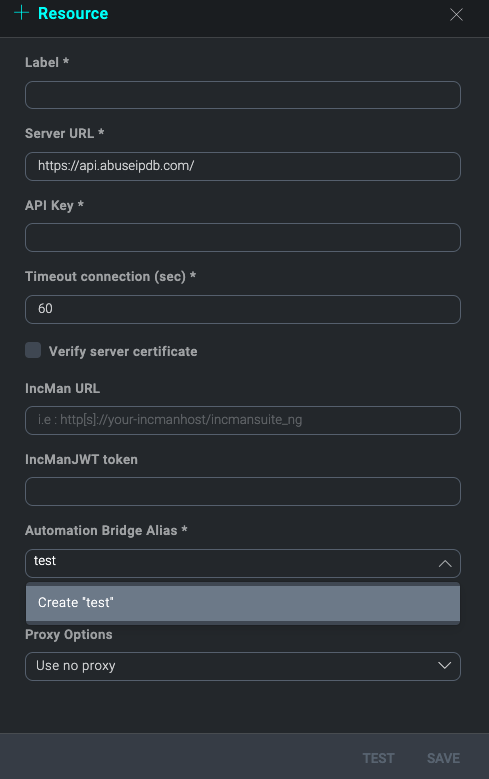 + Resource
Label *
Server URL *
https://api.abuseipdb.com/
API Key *
Timeout connection (sec) *
60
Verify server certificate
IncMan URL
i.e : http[s]://your-incmanhost/incmansuite_ng
IncManJWT token
Automation Bridge Alias *
test
Create "test"
Proxy Options
Use no proxy
TEST SAVE